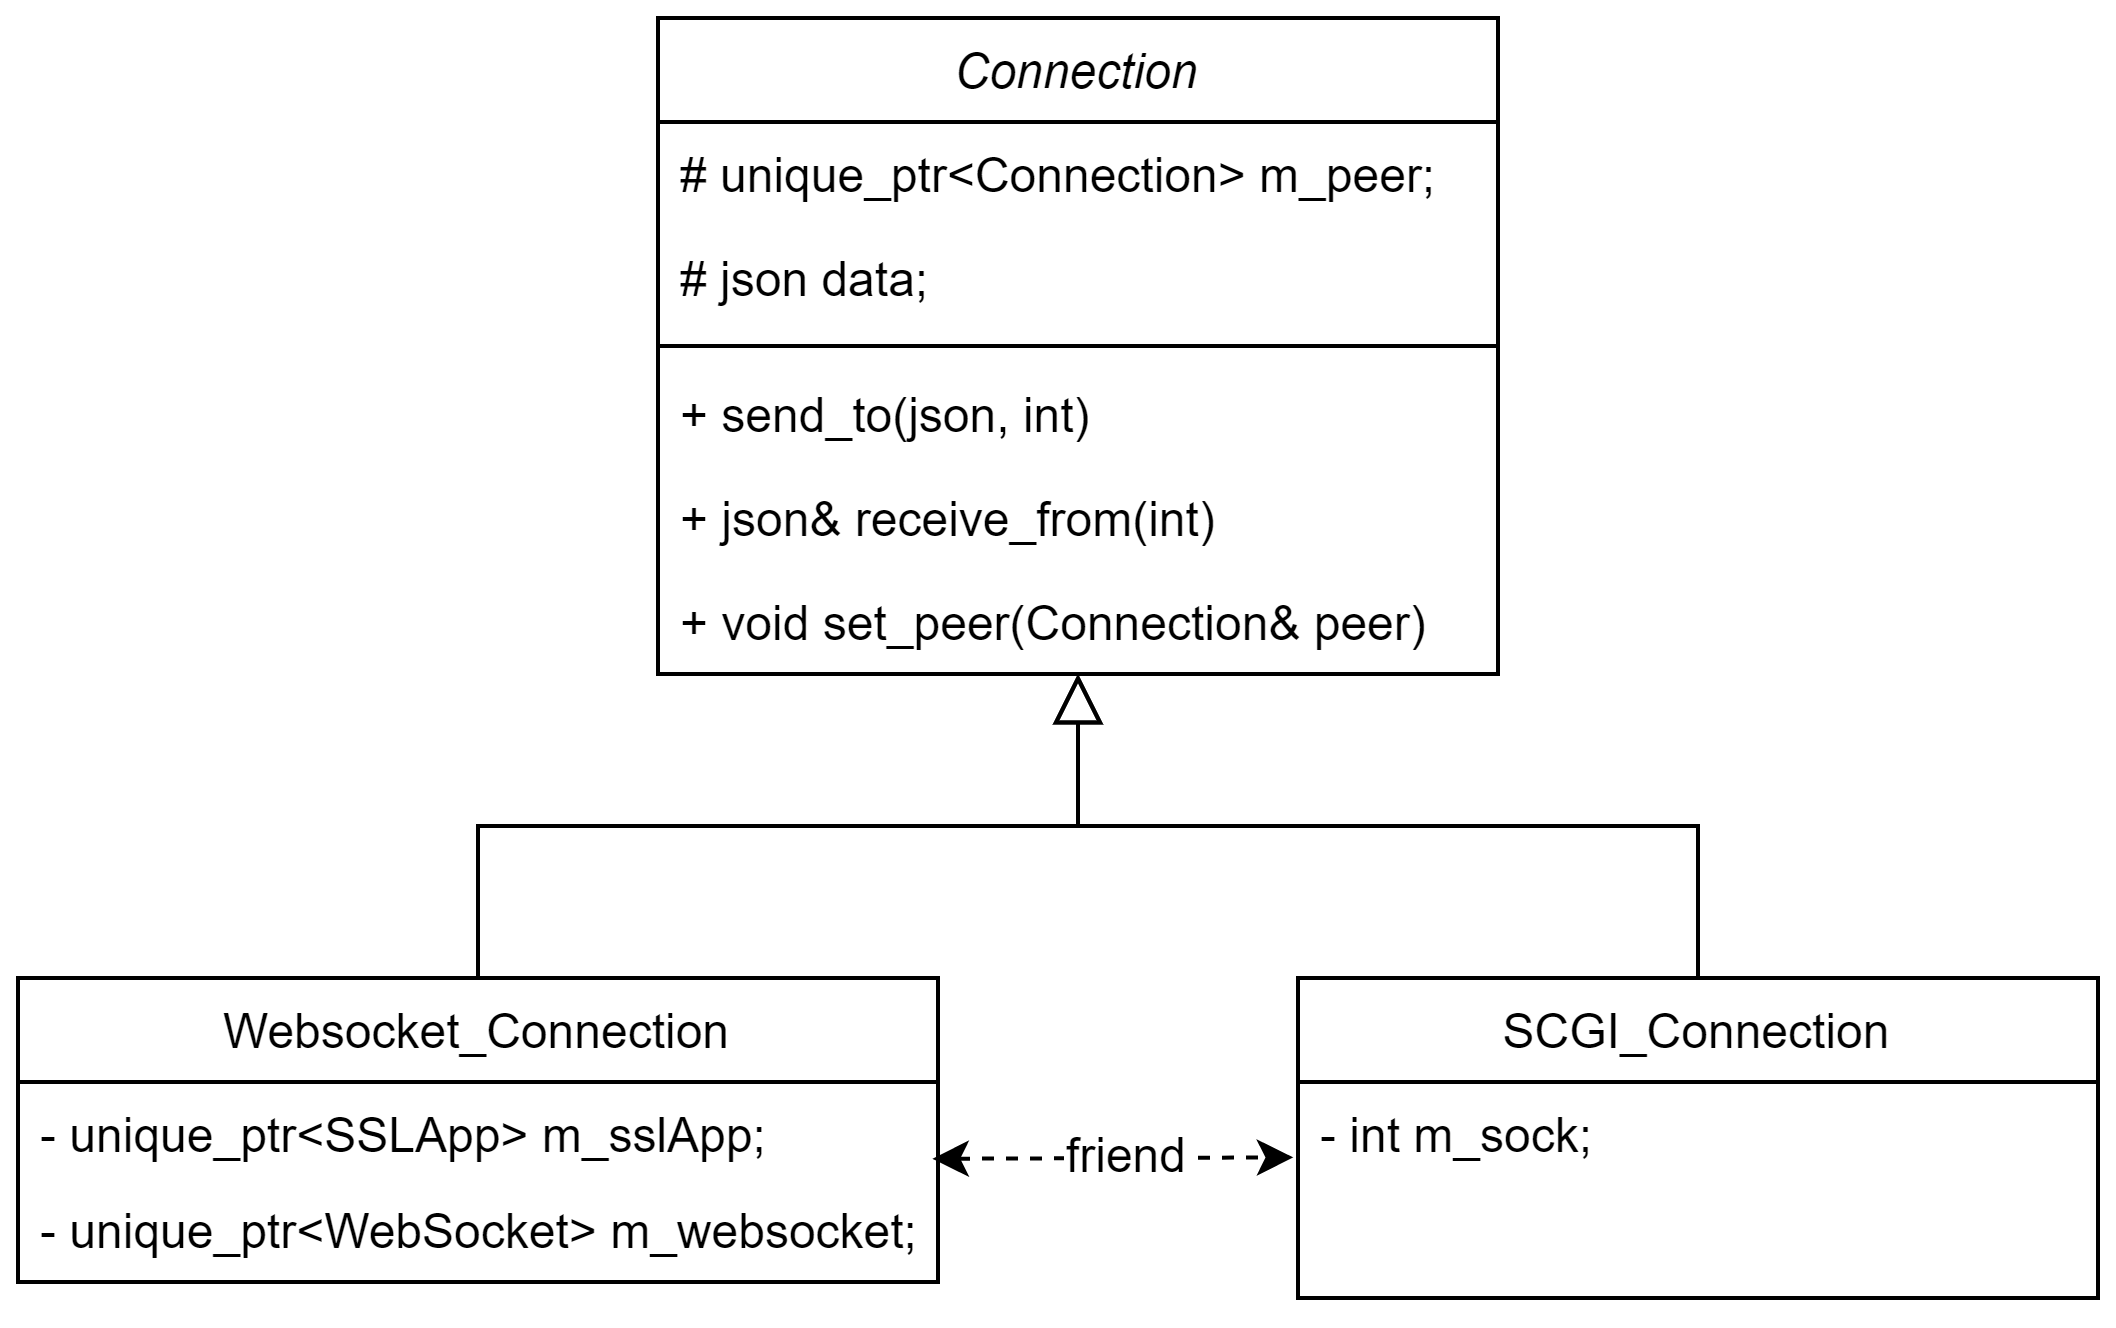 Connection
# unique_ptr<Connection> m_peer;
# json data;
+ send_to(json, int)
+ json& receive_from(int)
+ void set_peer(Connection& peer)
Websocket_Connection
- unique_ptr<SSLApp> m_sslApp;
- unique_ptr<WebSocket> m_websocket;
friend
SCGI_Connection
- int m_sock;